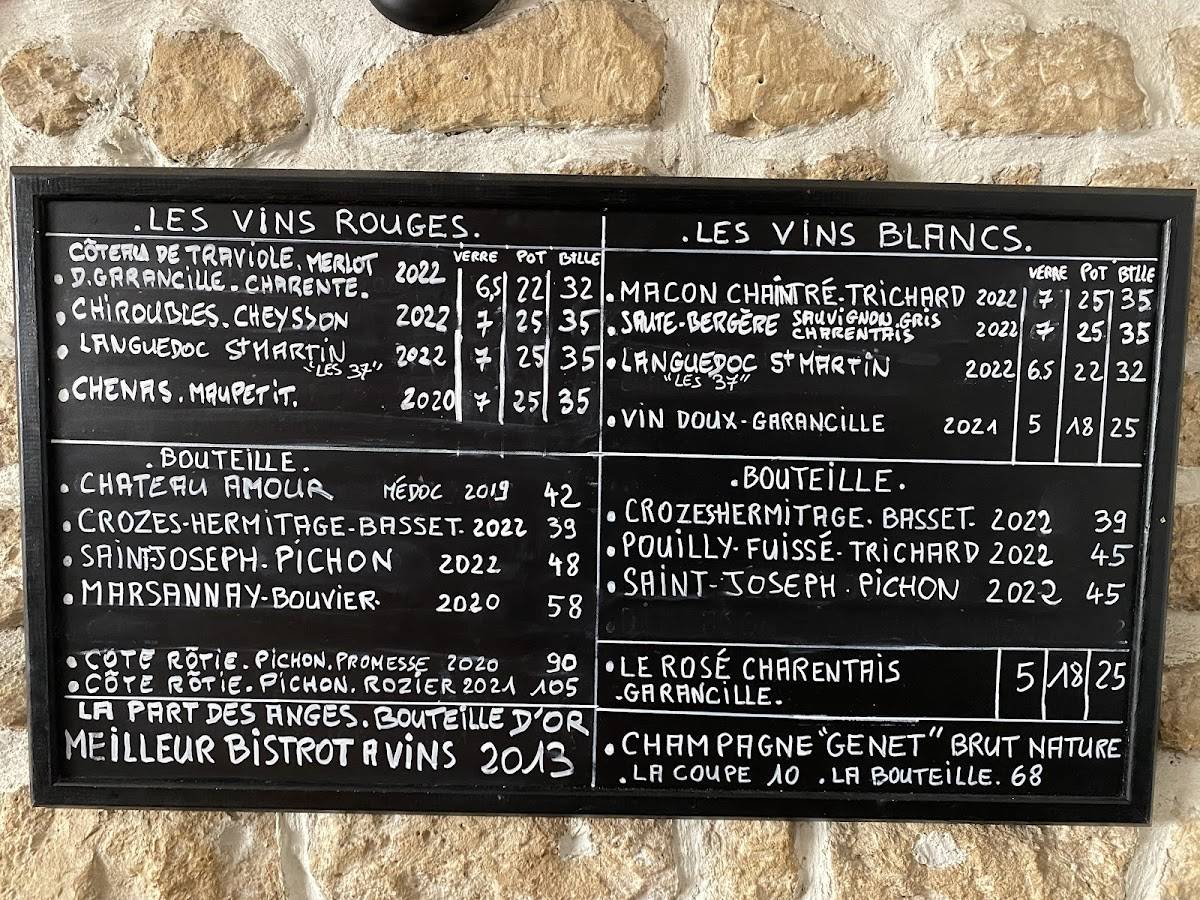 .LES VINS ROUGES.
VERRE POT BTLLE
CÔTEAU DE TRAVIOLE. MERLOT
• D. GARANCILLE. CHARENTE. 2022 6,5 22 32
• CHIROUBLES. CHEYSSON 2022 7 25 35
• LANGUEDOC St MARTIN 2022 7 25 35
"LES 37"
• CHENAS. MAUPETIT. 2020 7 25 35
.BOUTEILLE.
• CHATEAU AMOUR MÉDOC 2019 42
• CROZES-HERMITAGE-BASSET. 2022 39
• SAINT-JOSEPH. PICHON 2022 48
• MARSANNAY-BOUVIER. 2020 58
• CÔTE RÔTIE. PICHON. PROMESSE 2020 90
• CÔTE RÔTIE. PICHON. ROZIER 2021 105
LA PART DES ANGES. BOUTEILLE D'OR
MEILLEUR BISTROT A VINS 2013
.LES VINS BLANCS.
VERRE POT BTLLE
• MACON CHAINTRÉ. TRICHARD 2022 7 25 35
• SAUTE-BERGÈRE SAUVIGNON GRIS 2022 7 25 35
CHARENTAIS
• LANGUEDOC St MARTIN 2022 6.5 22 32
"LES 37"
• VIN DOUX-GARANCILLE 2021 5 18 25
.BOUTEILLE.
• CROZES-HERMITAGE. BASSET. 2022 39
• POUILLY-FUISSÉ-TRICHARD 2022 45
• SAINT-JOSEPH. PICHON 2022 45
• LE ROSÉ CHARENTAIS 5 18 25
.GARANCILLE.
• CHAMPAGNE "GENET" BRUT NATURE
.LA COUPE 10 .LA BOUTEILLE. 68